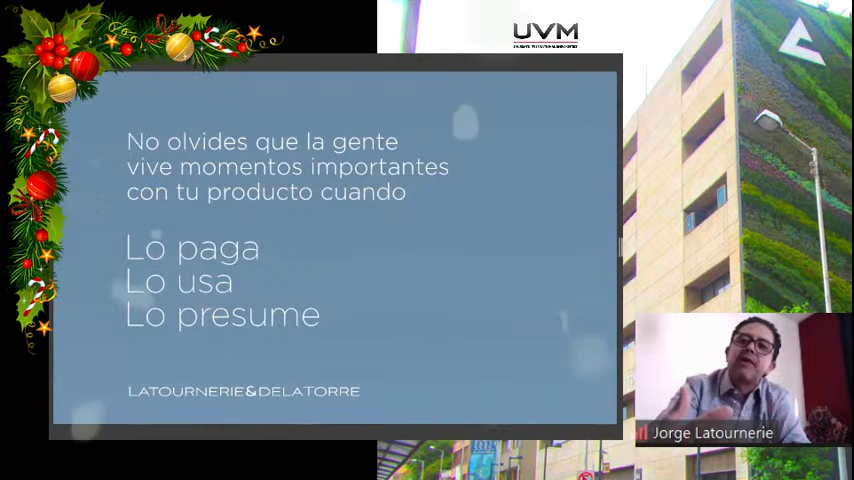 UVM
No olvides que la gente
vive momentos importantes
con tu producto cuando
Lo paga
Lo usa
Lo presume
LATOURNERIE&DELATORRE
Jorge Latournerie